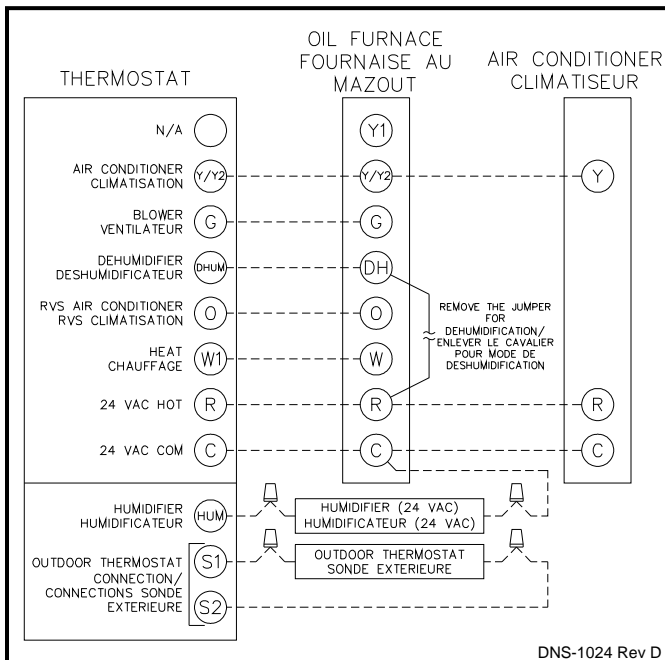 THERMOSTAT
OIL FURNACE
FOURNAISE AU
MAZOUT
AIR CONDITIONER
CLIMATISEUR
N/A
Y1
AIR CONDITIONER
CLIMATISATION
Y/Y2
Y/Y2
Y
BLOWER
VENTILATEUR
G
G
DEHUMIDIFIER
DESHUMIDIFICATEUR
DHUM
DH
RVS AIR CONDITIONER
RVS CLIMATISATION
O
O
REMOVE THE JUMPER
FOR
DEHUMIDIFICATION/
ENLEVER LE CAVALIER
POUR MODE DE
DESHUMIDIFICATION
HEAT
CHAUFFAGE
W1
W
24 VAC HOT
R
R
R
24 VAC COM
C
C
C
HUMIDIFIER
HUMIDIFICATEUR
HUM
HUMIDIFIER (24 VAC)
HUMIDIFICATEUR (24 VAC)
OUTDOOR THERMOSTAT
CONNECTION/
CONNECTIONS SONDE
EXTERIEURE
S1
S2
OUTDOOR THERMOSTAT
SONDE EXTERIEURE
DNS-1024 Rev D